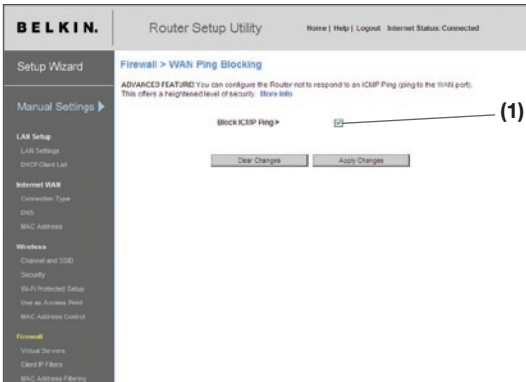 BELKIN.
Router Setup Utility
Home | Help | Logout Internet Status: Connected
Setup Wizard
Manual Settings
LAN Setup
LAN Settings
DHCP Client List
Internet WAN
Connection Type
DNS
MAC Address
Wireless
Channel and SSID
Security
Wi-Fi Protected Setup
Use as Access Point
MAC Address Control
Firewall
Virtual Servers
Client IP Filters
MAC Address Filtering
Firewall > WAN Ping Blocking
ADVANCED FEATURE! You can configure the Router not to respond to an ICMP Ping (ping to the WAN port).
This offers a heightened level of security. More Info
Block ICMP Ping >
(1)
Clear Changes
Apply Changes